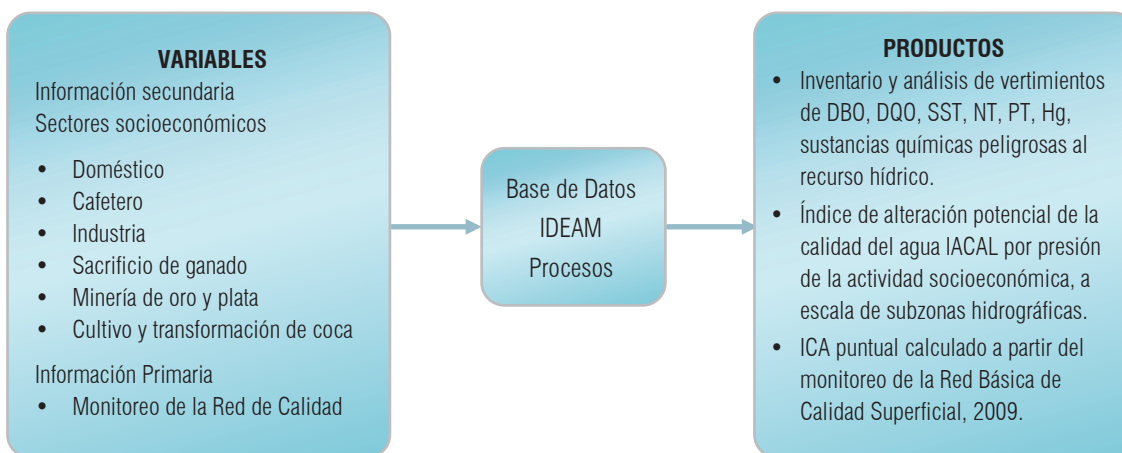 VARIABLES
Información secundaria
Sectores socioeconómicos
• Doméstico
• Cafetero
• Industria
• Sacrificio de ganado
• Minería de oro y plata
• Cultivo y transformación de coca
Información Primaria
• Monitoreo de la Red de Calidad
Base de Datos
IDEAM
Procesos
PRODUCTOS
• Inventario y análisis de vertimientos
de DBO, DQO, SST, NT, PT, Hg,
sustancias químicas peligrosas al
recurso hídrico.
• Índice de alteración potencial de la
calidad del agua IACAL por presión
de la actividad socioeconómica, a
escala de subzonas hidrográficas.
• ICA puntual calculado a partir del
monitoreo de la Red Básica de
Calidad Superficial, 2009.